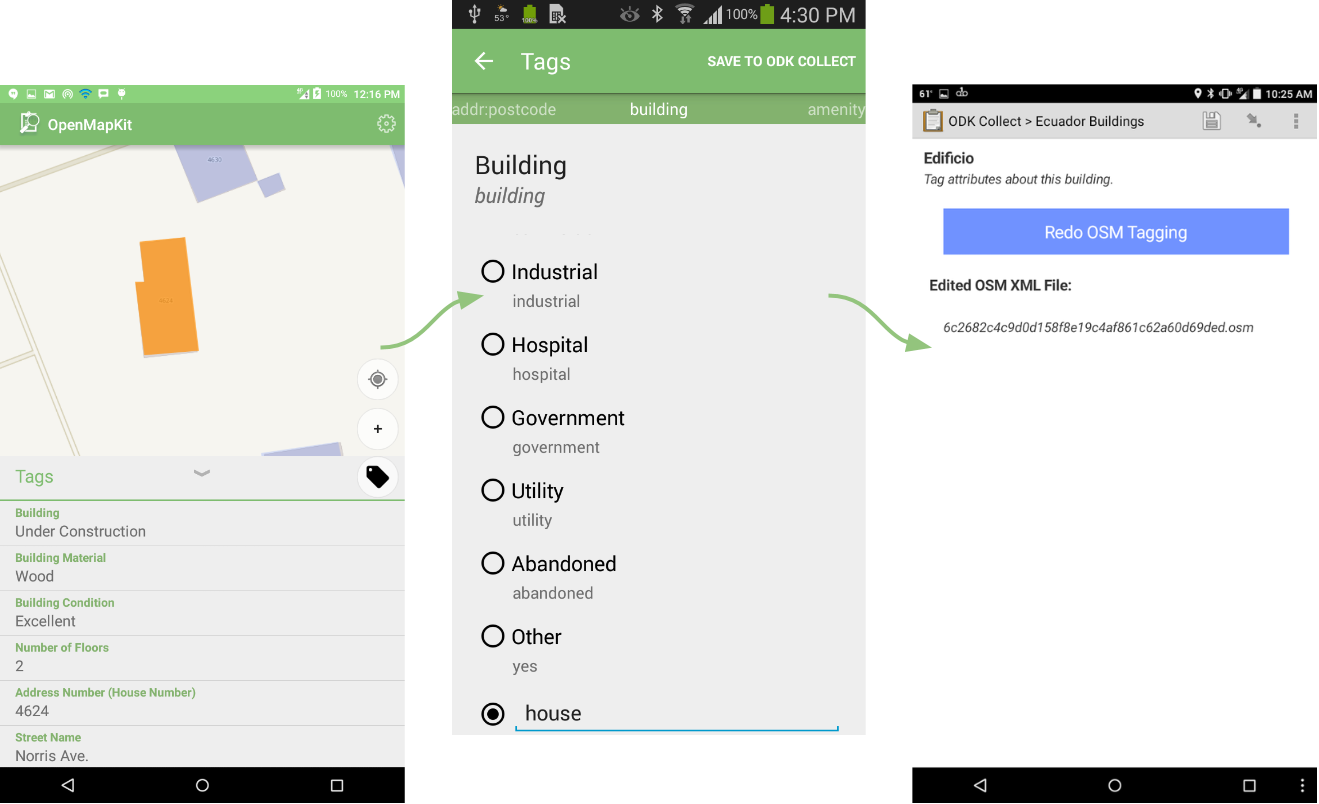 100% 12:16 PM
OpenMapKit
4630
4624
Tags
Building
Under Construction
Building Material
Wood
Building Condition
Excellent
Number of Floors
2
Address Number (House Number)
4624
Street Name
Norris Ave.
53° 100% 100% 4:30 PM
Tags SAVE TO ODK COLLECT
addr:postcode building amenity
Building
building
Industrial
industrial
Hospital
hospital
Government
government
Utility
utility
Abandoned
abandoned
Other
yes
house
61° 10:25 AM
ODK Collect > Ecuador Buildings
Edificio
Tag attributes about this building.
Redo OSM Tagging
Edited OSM XML File:
6c2682c4c9d0d158f8e19c4af861c62a60d69ded.osm